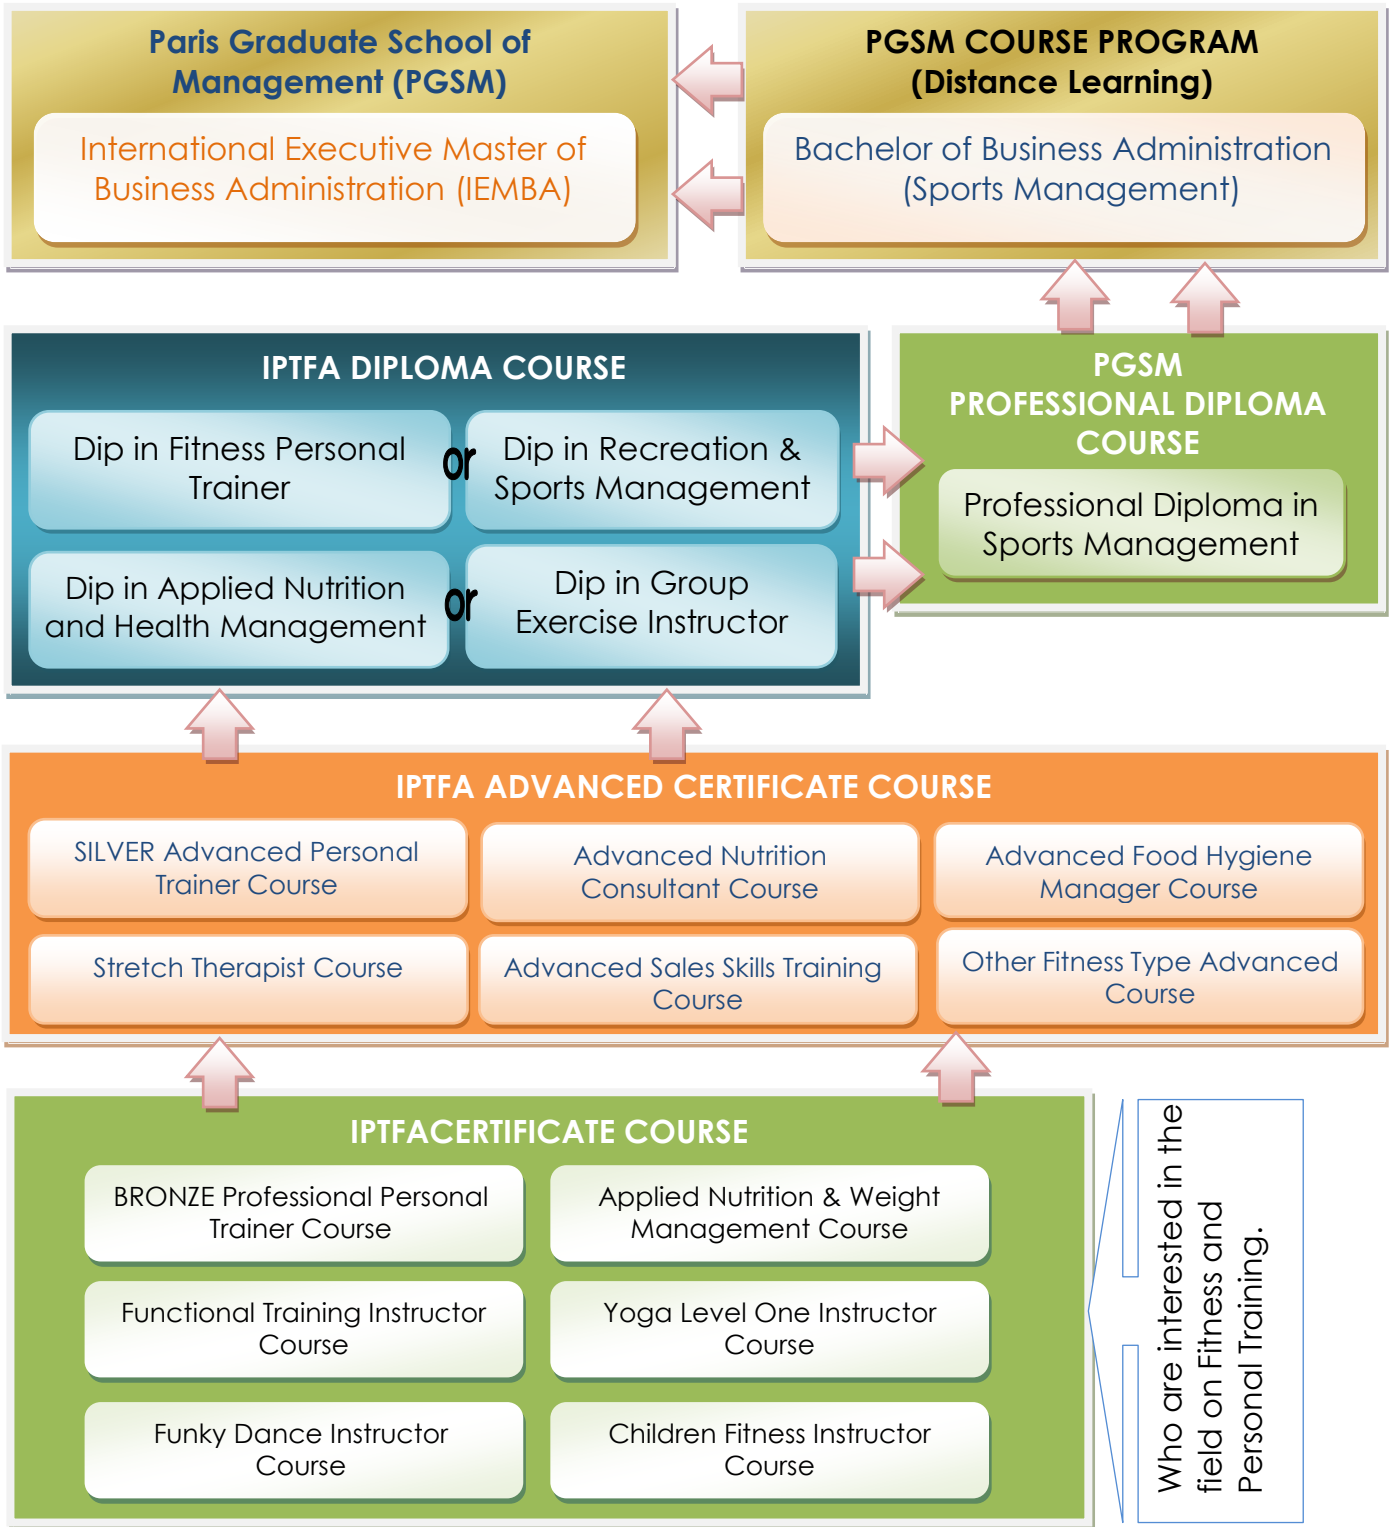 Paris Graduate School of
Management (PGSM)
International Executive Master of
Business Administration (IEMBA)
PGSM COURSE PROGRAM
(Distance Learning)
Bachelor of Business Administration
(Sports Management)
IPTFA DIPLOMA COURSE
Dip in Fitness Personal
Trainer
or
Dip in Recreation &
Sports Management
Dip in Applied Nutrition
and Health Management
or
Dip in Group
Exercise Instructor
PGSM
PROFESSIONAL DIPLOMA
COURSE
Professional Diploma in
Sports Management
IPTFA ADVANCED CERTIFICATE COURSE
SILVER Advanced Personal
Trainer Course
Advanced Nutrition
Consultant Course
Advanced Food Hygiene
Manager Course
Stretch Therapist Course
Advanced Sales Skills Training
Course
Other Fitness Type Advanced
Course
IPTFACERTIFICATE COURSE
BRONZE Professional Personal
Trainer Course
Applied Nutrition & Weight
Management Course
Functional Training Instructor
Course
Yoga Level One Instructor
Course
Funky Dance Instructor
Course
Children Fitness Instructor
Course
Who are interested in the
field on Fitness and
Personal Training.